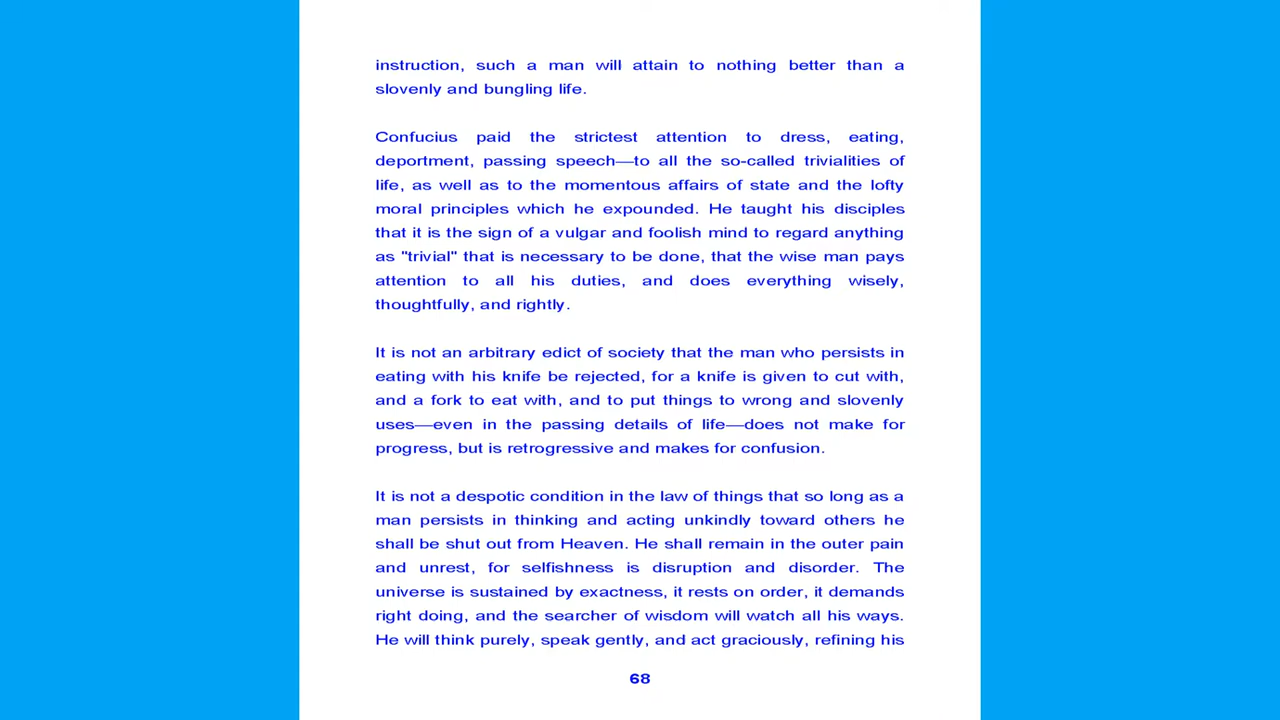 instruction, such a man will attain to nothing better than a
slovenly and bungling life.
Confucius paid the strictest attention to dress, eating,
deportment, passing speech—to all the so-called trivialities of
life, as well as to the momentous affairs of state and the lofty
moral principles which he expounded. He taught his disciples
that it is the sign of a vulgar and foolish mind to regard anything
as "trivial" that is necessary to be done, that the wise man pays
attention to all his duties, and does everything wisely,
thoughtfully, and rightly.
It is not an arbitrary edict of society that the man who persists in
eating with his knife be rejected, for a knife is given to cut with,
and a fork to eat with, and to put things to wrong and slovenly
uses—even in the passing details of life—does not make for
progress, but is retrogressive and makes for confusion.
It is not a despotic condition in the law of things that so long as a
man persists in thinking and acting unkindly toward others he
shall be shut out from Heaven. He shall remain in the outer pain
and unrest, for selfishness is disruption and disorder. The
universe is sustained by exactness, it rests on order, it demands
right doing, and the searcher of wisdom will watch all his ways.
He will think purely, speak gently, and act graciously, refining his
68